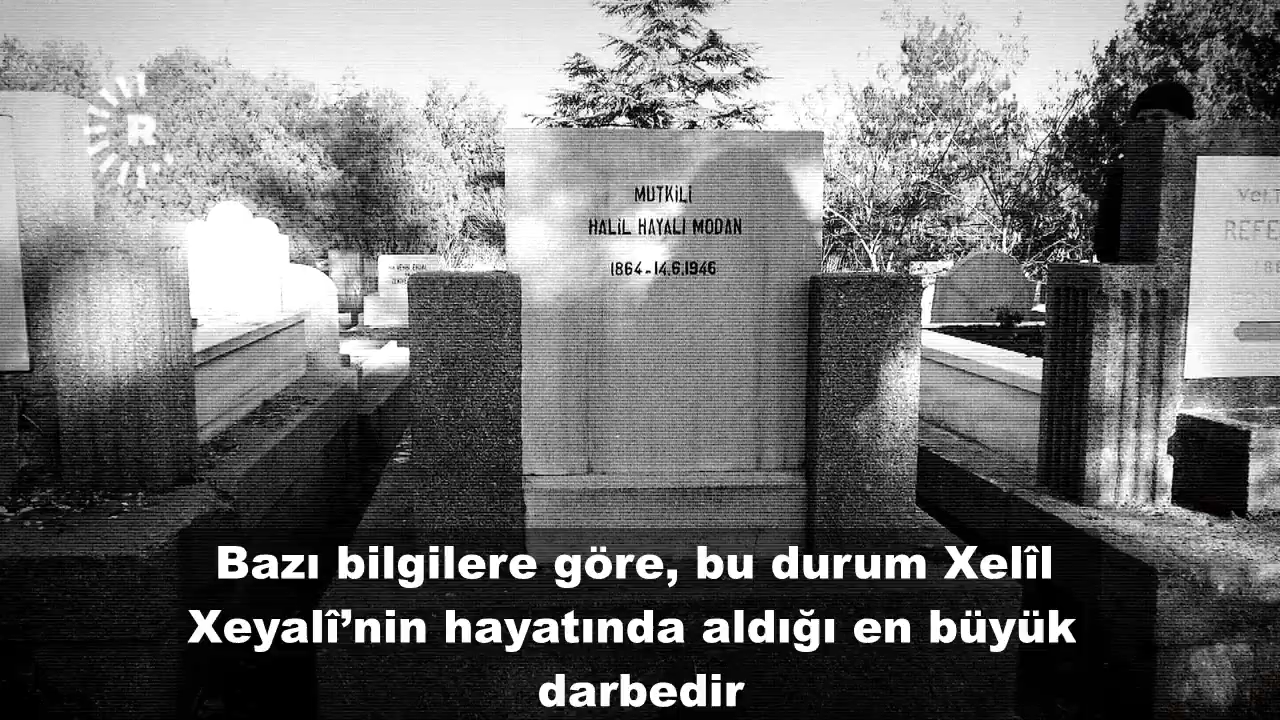 R
MUTKİLİ
HALİL HAYALİ MODAN
1864-14.6.1946
REFE
Bazı bilgilere göre, bu durum Xelîl
Xeyalî’nin hayatında aldığı en büyük
darbedir